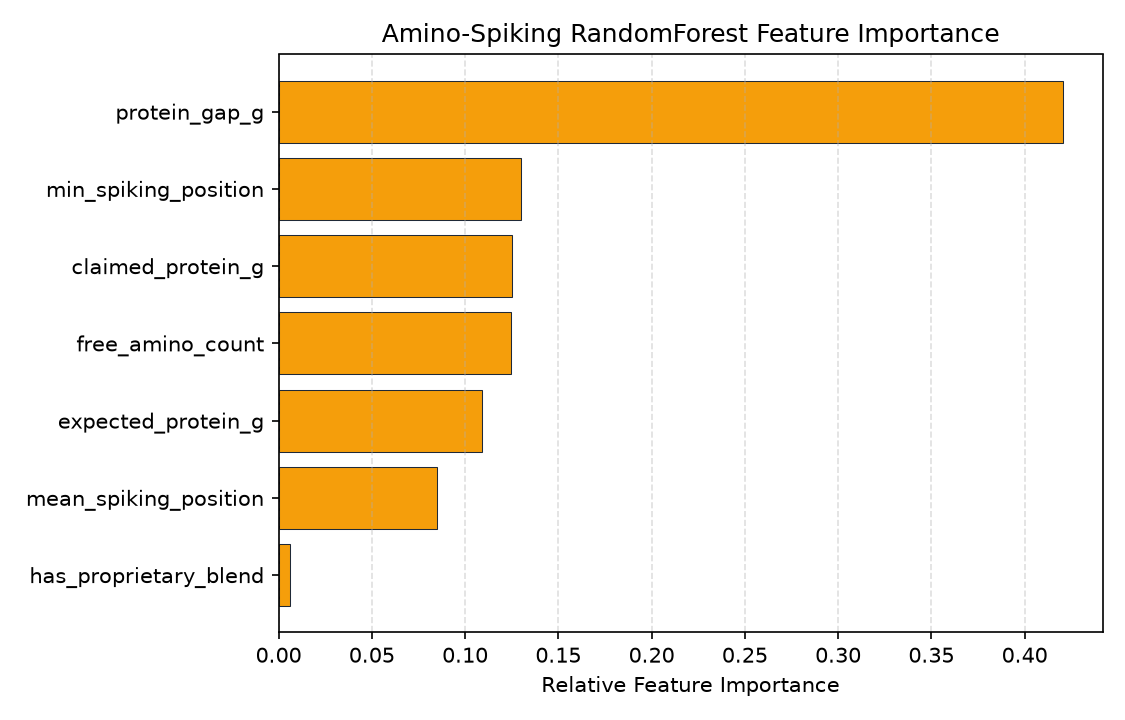 Amino-Spiking RandomForest Feature Importance
protein_gap_g
min_spiking_position
claimed_protein_g
free_amino_count
expected_protein_g
mean_spiking_position
has_proprietary_blend
0.00 0.05 0.10 0.15 0.20 0.25 0.30 0.35 0.40
Relative Feature Importance